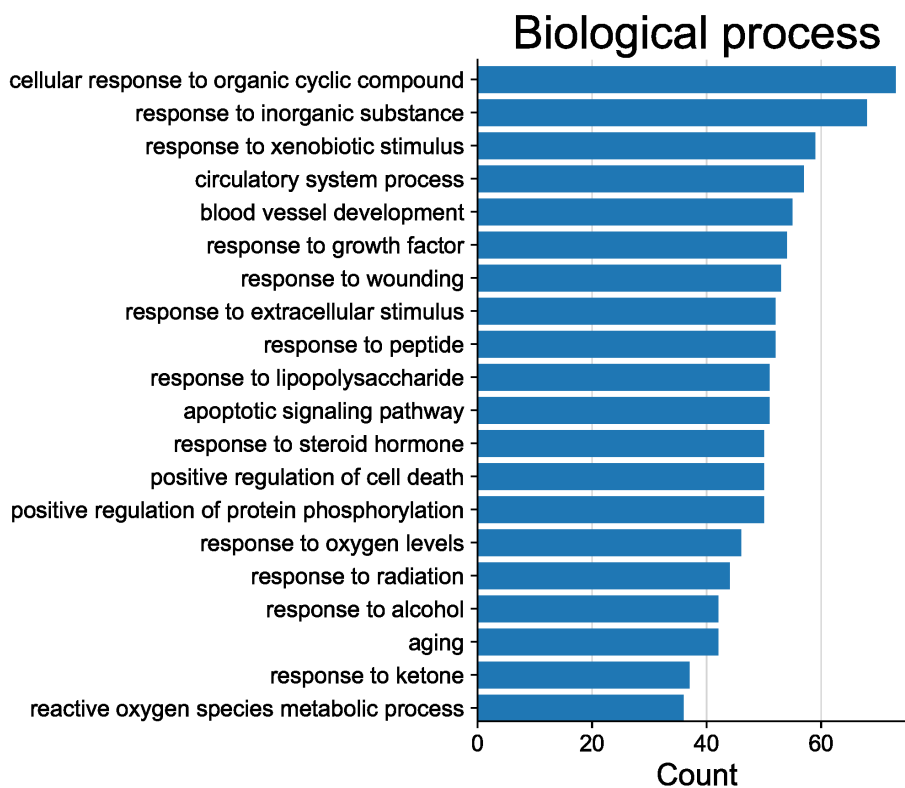 Biological process
cellular response to organic cyclic compound
response to inorganic substance
response to xenobiotic stimulus
circulatory system process
blood vessel development
response to growth factor
response to wounding
response to extracellular stimulus
response to peptide
response to lipopolysaccharide
apoptotic signaling pathway
response to steroid hormone
positive regulation of cell death
positive regulation of protein phosphorylation
response to oxygen levels
response to radiation
response to alcohol
aging
response to ketone
reactive oxygen species metabolic process
0 20 40 60
Count